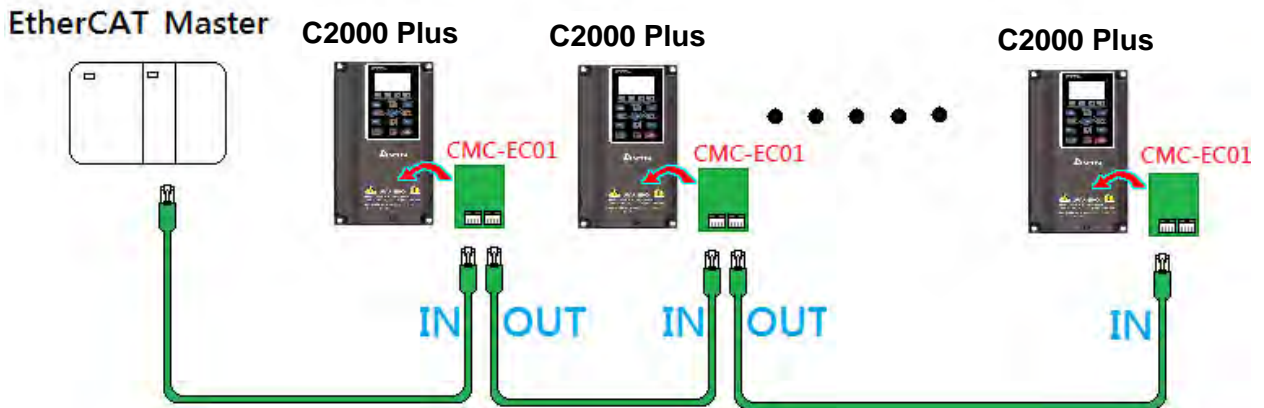 EtherCAT Master
C2000 Plus
C2000 Plus
C2000 Plus
CMC-EC01
CMC-EC01
CMC-EC01
IN
OUT
IN
OUT
IN